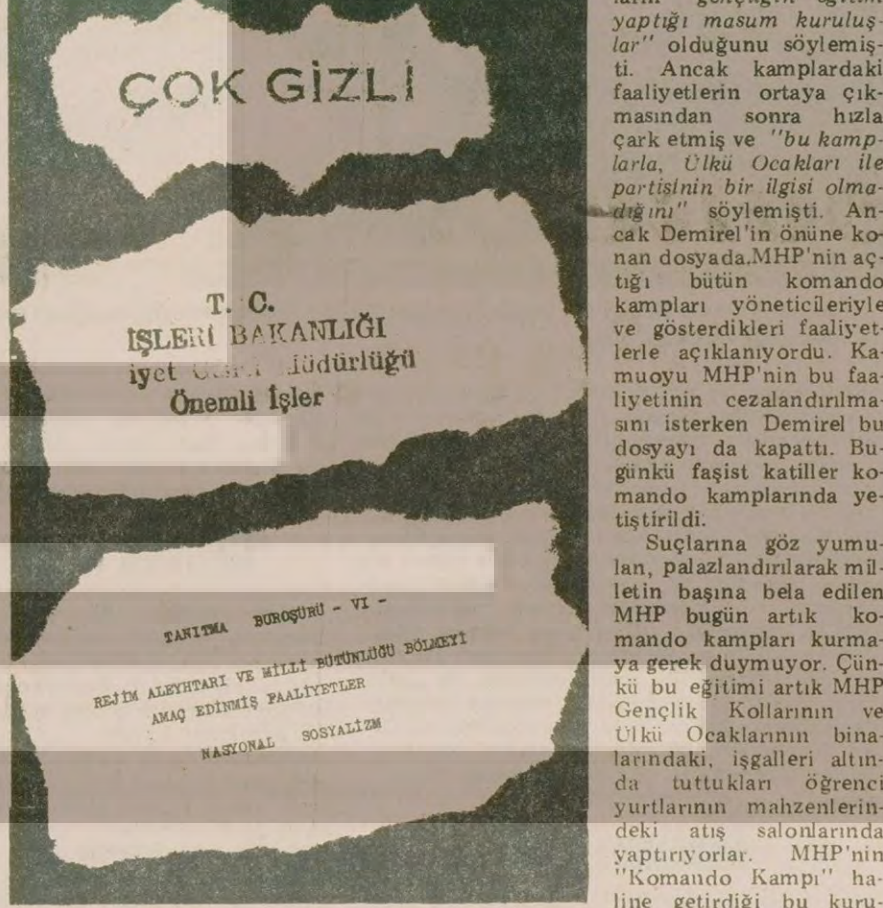 ÇOK GİZLİ
T. C.
İŞLERİ BAKANLIĞI
iyet Müdürlüğü
Önemli İşler
TANITMA BUROŞÜRÜ - VI -
REJİM ALEYHTARI VE MİLLİ BÜTÜNLÜĞÜ BÖLMEYİ
AMAÇ EDİNMİŞ FAALİYETLER
NASYONAL SOSYALİZM
yaptığı masum kuruluş-
lar" olduğunu söylemiş-
ti. Ancak kamplardaki
faaliyetlerin ortaya çık-
masından sonra hızla
çark etmiş ve "bu kamp-
larla, Ülkü Ocakları ile
partisinin bir ilgisi olma-
dığını" söylemişti. An-
cak Demirel'in önüne ko-
nan dosyada.MHP'nin aç-
tığı bütün komando
kampları yöneticileriyle
ve gösterdikleri faaliyet-
lerle açıklanıyordu. Ka-
muoyu MHP'nin bu faa-
liyetinin cezalandırılma-
sını isterken Demirel bu
dosyayı da kapattı. Bu-
günkü faşist katiller ko-
mando kamplarında ye-
tiştirildi.
Suçlarına göz yumu-
lan, palazlandırılarak mil-
letin başına bela edilen
MHP bugün artık ko-
mando kampları kurma-
ya gerek duymuyor. Çün-
kü bu eğitimi artık MHP
Gençlik Kollarının ve
Ülkü Ocaklarının bina-
larındaki, işgalleri altın-
da tuttukları öğrenci
yurtlarının mahzenlerin-
deki atış salonlarında
yaptırıyorlar. MHP'nin
"Komando Kampı" ha-
line getirdiği bu kuru-